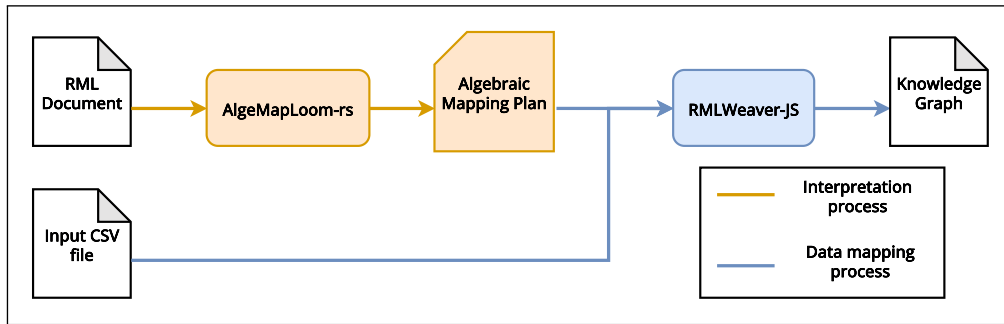 RML
Document
AlgeMapLoom-rs
Algebraic
Mapping Plan
RMLWeaver-JS
Knowledge
Graph
Input CSV
file
Interpretation
process
Data mapping
process